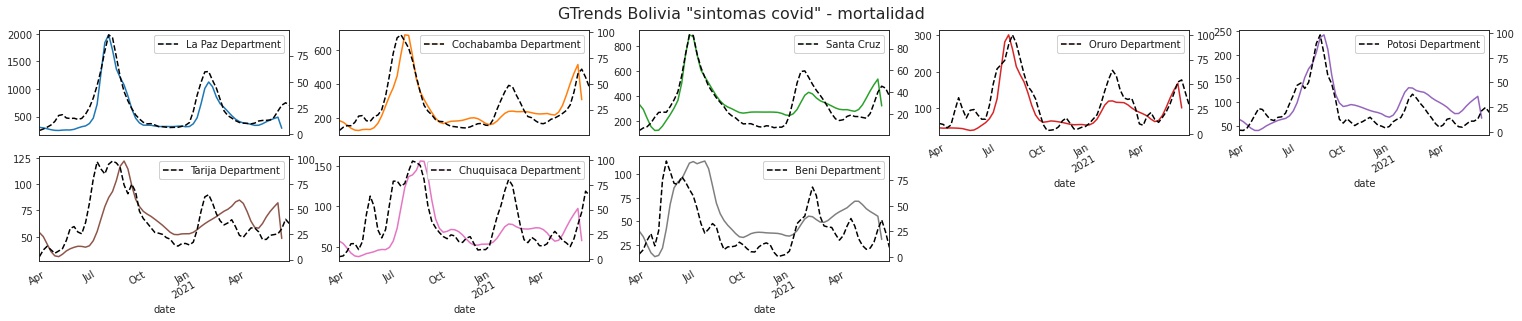 GTrends Bolivia "sintomas covid" - mortalidad
2000
1500
1000
500
La Paz Department
75
50
25
0
600
400
200
Cochabamba Department
100
75
50
25
800
600
400
200
Santa Cruz
80
60
40
20
300
200
100
Oruro Department
100
75
50
25
0
Apr
Jul
Oct
Jan
2021
Apr
date
250
200
150
100
50
Potosi Department
100
75
50
25
0
Apr
Jul
Oct
Jan
2021
Apr
date
125
100
75
50
Tarija Department
100
75
50
25
0
Apr
Jul
Oct
Jan
2021
Apr
date
150
100
50
Chuquisaca Department
100
75
50
25
0
Apr
Jul
Oct
Jan
2021
Apr
date
100
75
50
25
Beni Department
75
50
25
0
Apr
Jul
Oct
Jan
2021
Apr
date